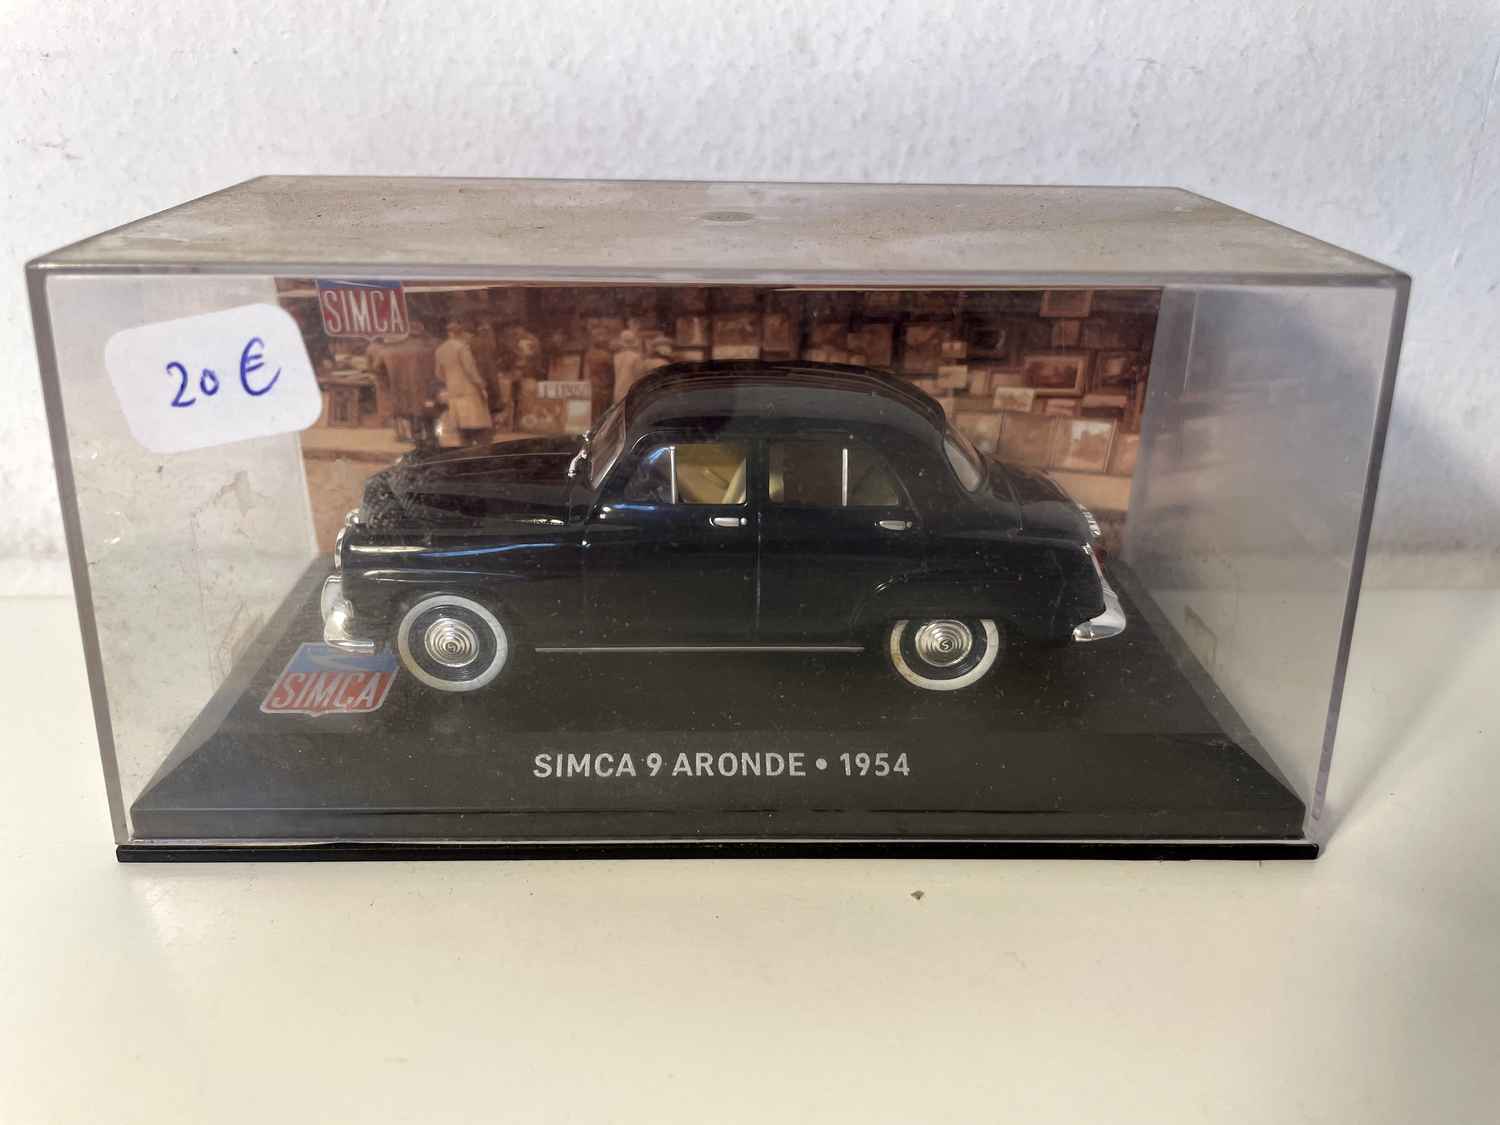 SIMCA
20 €
SIMCA
SIMCA 9 ARONDE • 1954